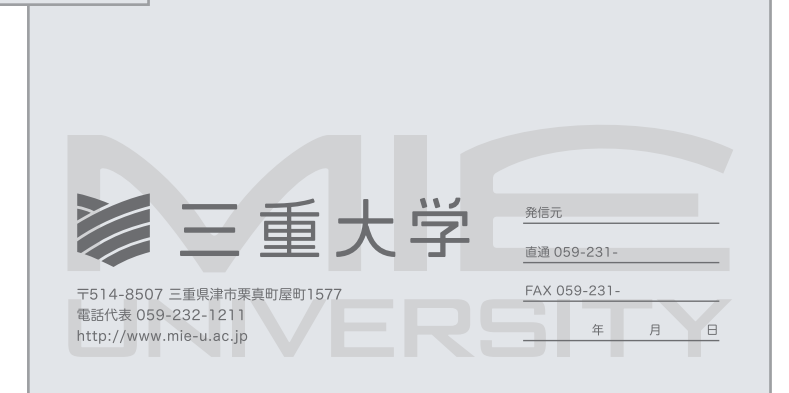 MIE
UNIVERSITY
三重大学
〒514-8507 三重県津市栗真町屋町1577
電話代表 059-232-1211
http://www.mie-u.ac.jp
発信元
直通 059-231-
FAX 059-231-
年 月 日